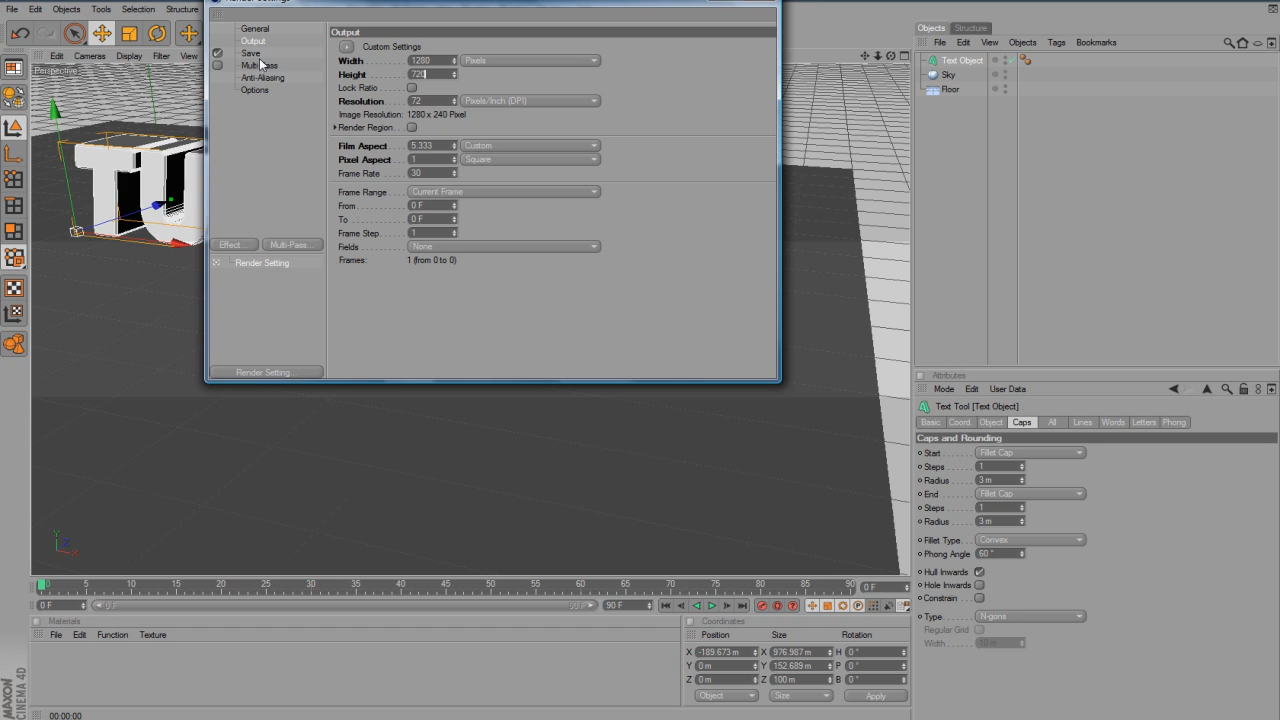 Render Settings
File Edit Objects Tools Selection Structure
Edit Cameras Display Filter View
Perspective
General
Output
Save
Multi-Pass
Anti-Aliasing
Options
Effect... Multi-Pass...
Render Setting
Render Setting...
Output
Custom Settings
Width 1280 Pixels
Height 720
Lock Ratio
Resolution 72 Pixels/Inch (DPI)
Image Resolution: 1280 x 240 Pixel
Render Region
Film Aspect 5.333 Custom
Pixel Aspect 1 Square
Frame Rate 30
Frame Range Current Frame
From 0 F
To 0 F
Frame Step 1
Fields None
Frames: 1 (from 0 to 0)
TU
Y
Z
X
Objects Structure
File Edit View Objects Tags Bookmarks
Text Object
Sky
Floor
Attributes
Mode Edit User Data
Text Tool [Text Object]
Basic Coord. Object Caps All Lines Words Letters Phong
Caps and Rounding
Start Fillet Cap
Steps 1
Radius 3 m
End Fillet Cap
Steps 1
Radius 3 m
Fillet Type Convex
Phong Angle 60 °
Hull Inwards
Hole Inwards
Constrain
Type N-gons
Regular Grid
Width 10 m
0 5 10 15 20 25 30 35 40 45 50 55 60 65 70 75 80 85 90 0 F
0 F 0 F 90 F 90 F
Materials
File Edit Function Texture
Coordinates
Position Size Rotation
X -189.673 m X 976.987 m H 0 °
Y 0 m Y 152.689 m P 0 °
Z 0 m Z 100 m B 0 °
Object Size Apply
MAXON
CINEMA 4D
00:00:00